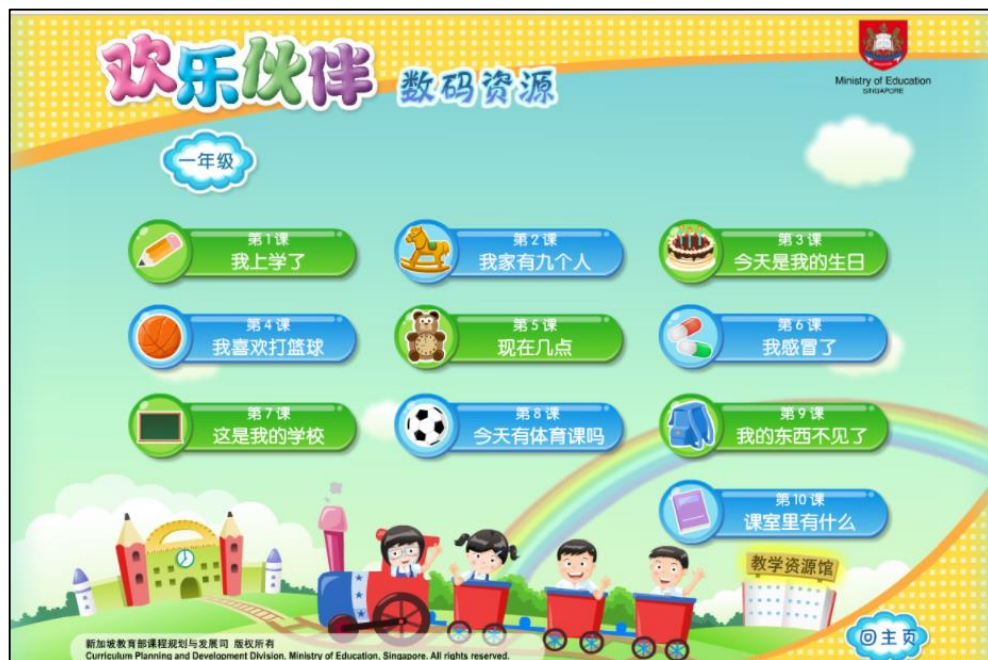 欢乐伙伴 数码资源
Ministry of Education
SINGAPORE
一年级
第1课
我上学了
第2课
我家有九个人
第3课
今天是我的生日
第4课
我喜欢打篮球
第5课
现在几点
第6课
我感冒了
第7课
这是我的学校
第8课
今天有体育课吗
第9课
我的东西不见了
第10课
课室里有什么
教学资源馆
回主页
新加坡教育部课程规划与发展司 版权所有
Curriculum Planning and Development Division, Ministry of Education, Singapore. All rights reserved.